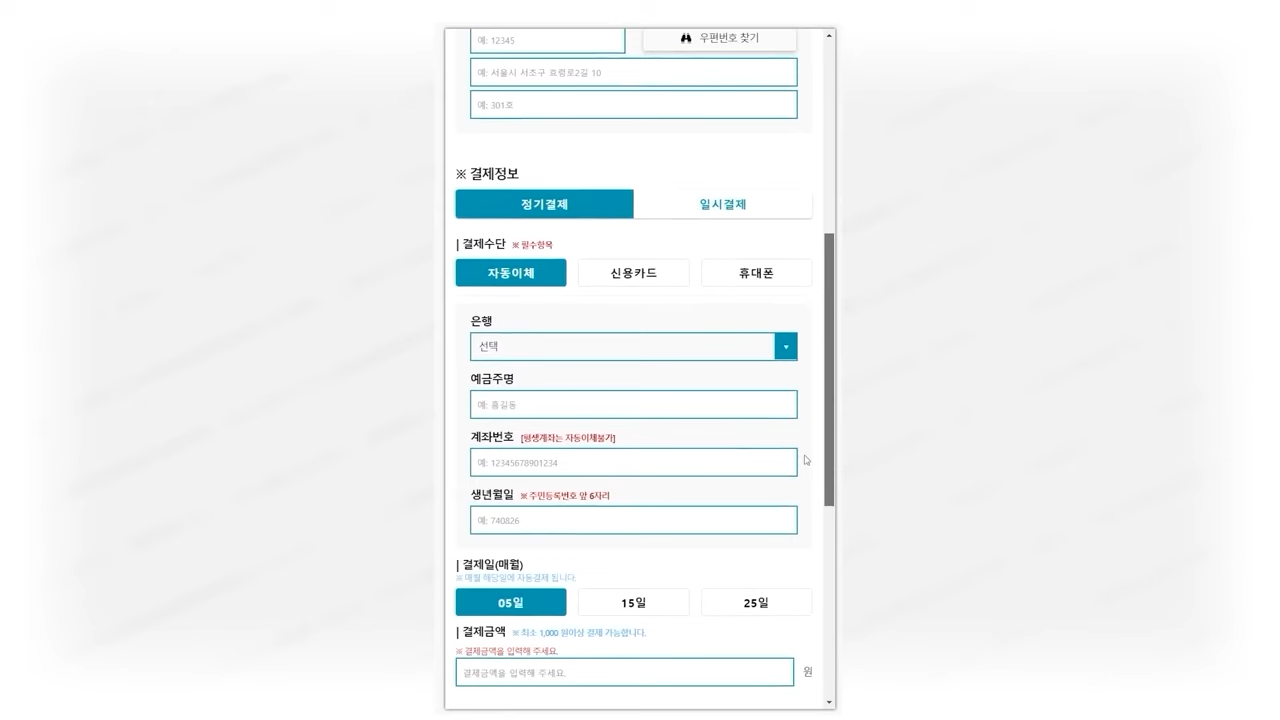 예: 12345
우편번호 찾기
예: 서울시 서초구 효령로2길 10
예: 301호
※ 결제정보
정기결제
일시결제
| 결제수단 ※ 필수항목
자동이체
신용카드
휴대폰
은행
선택
예금주명
예: 홍길동
계좌번호 [평생계좌는 자동이체불가]
예: 12345678901234
생년월일 ※ 주민등록번호 앞 6자리
예: 740826
| 결제일(매월)
※ 매월 해당일에 자동결제 됩니다.
05일
15일
25일
| 결제금액 ※ 최소 1,000 원이상 결제 가능합니다.
※ 결제금액을 입력해 주세요.
결제금액을 입력해 주세요.
원